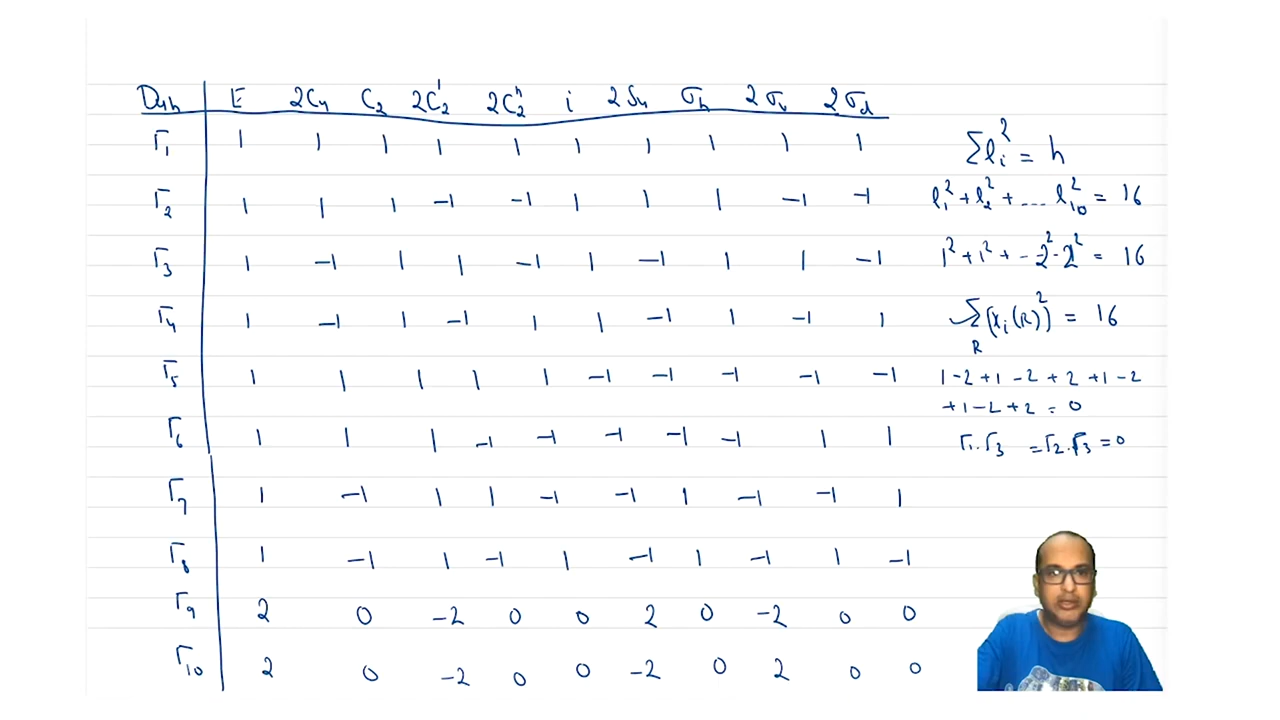 D4h E 2C4 C2 2C2' 2C2" i 2S4 σh 2σv 2σd
Γ1 1 1 1 1 1 1 1 1 1 1
Γ2 1 1 1 -1 -1 1 1 1 -1 -1
Γ3 1 -1 1 1 -1 1 -1 1 1 -1
Γ4 1 -1 1 -1 1 1 -1 1 -1 1
Γ5 1 1 1 1 1 -1 -1 -1 -1 -1
Γ6 1 1 1 -1 -1 -1 -1 -1 1 1
Γ7 1 -1 1 1 -1 -1 1 -1 -1 1
Γ8 1 -1 1 -1 1 -1 1 -1 1 -1
Γ9 2 0 -2 0 0 2 0 -2 0 0
Γ10 2 0 -2 0 0 -2 0 2 0 0
Σli² = h
l1² + l2² + .... l10² = 16
1² + 1² + - 2² - 2² = 16
Σ (χi(R))² = 16
R
1 - 2 + 1 - 2 + 2 + 1 - 2
+ 1 - 2 + 2 = 0
Γ1.Γ3 = Γ2.Γ3 = 0